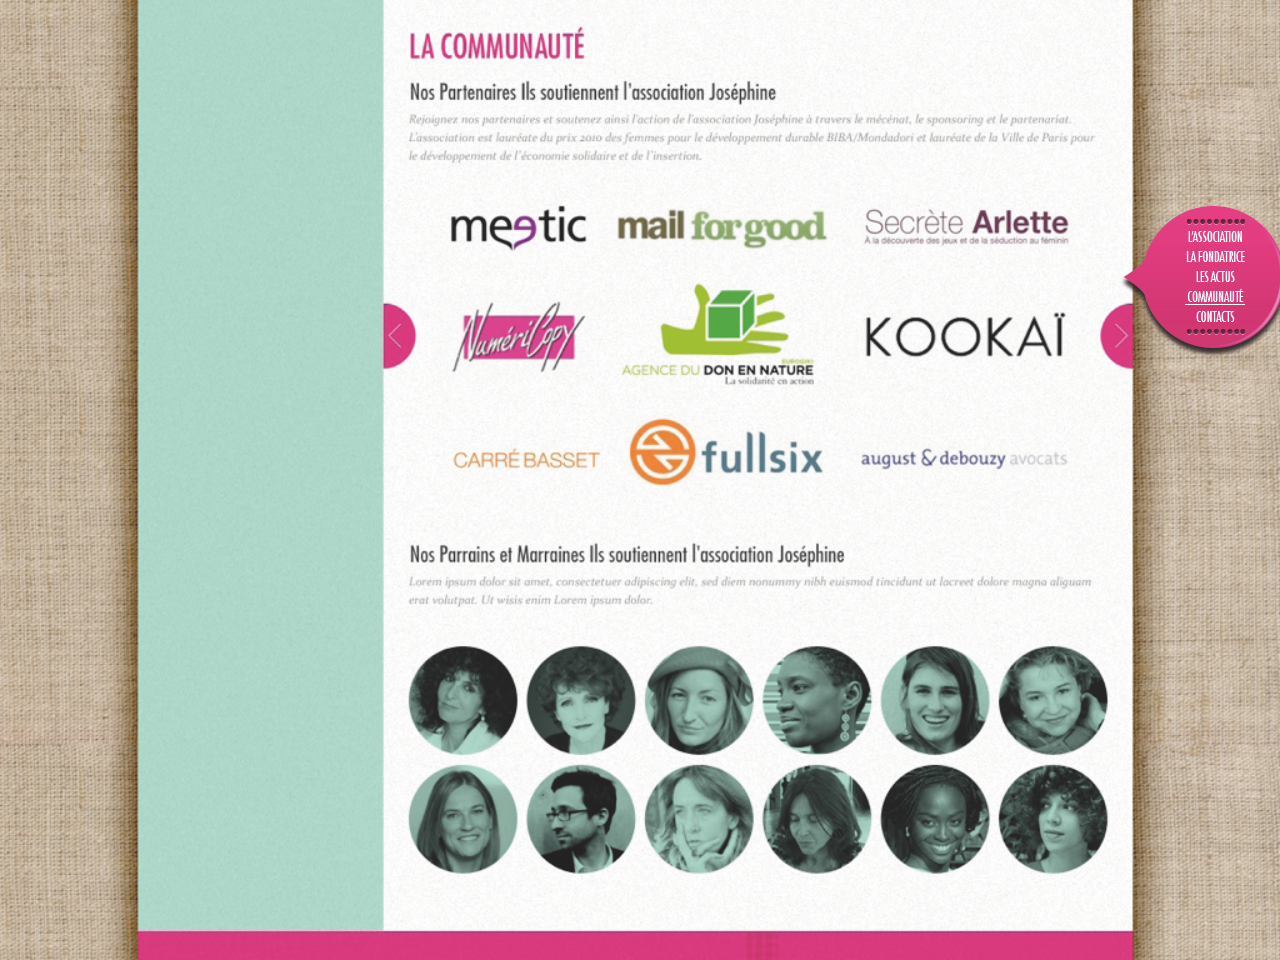 LA COMMUNAUTÉ
Nos Partenaires Ils soutiennent l'association Joséphine
Rejoignez nos partenaires et soutenez ainsi l'action de l'association Joséphine à travers le mécénat, le sponsoring et le partenariat.
L'association est lauréate du prix 2010 des femmes pour le développement durable BIBA/Mondadori et lauréate de la Ville de Paris pour
le développement de l'économie solidaire et de l'insertion.
meetic
mail for good
Secrète Arlette
À la découverte des jeux et de la séduction au féminin
L'ASSOCIATION
LA FONDATRICE
LES ACTUS
COMMUNAUTÉ
CONTACTS
NumériCopy
EURODONS
AGENCE DU DON EN NATURE
La solidarité en action
KOOKAÏ
CARRÉ BASSET
fullsix
august & debouzy avocats
Nos Parrains et Marraines Ils soutiennent l'association Joséphine
Lorem ipsum dolor sit amet, consectetuer adipiscing elit, sed diem nonummy nibh euismod tincidunt ut lacreet dolore magna aliguam
erat volutpat. Ut wisis enim Lorem ipsum dolor.